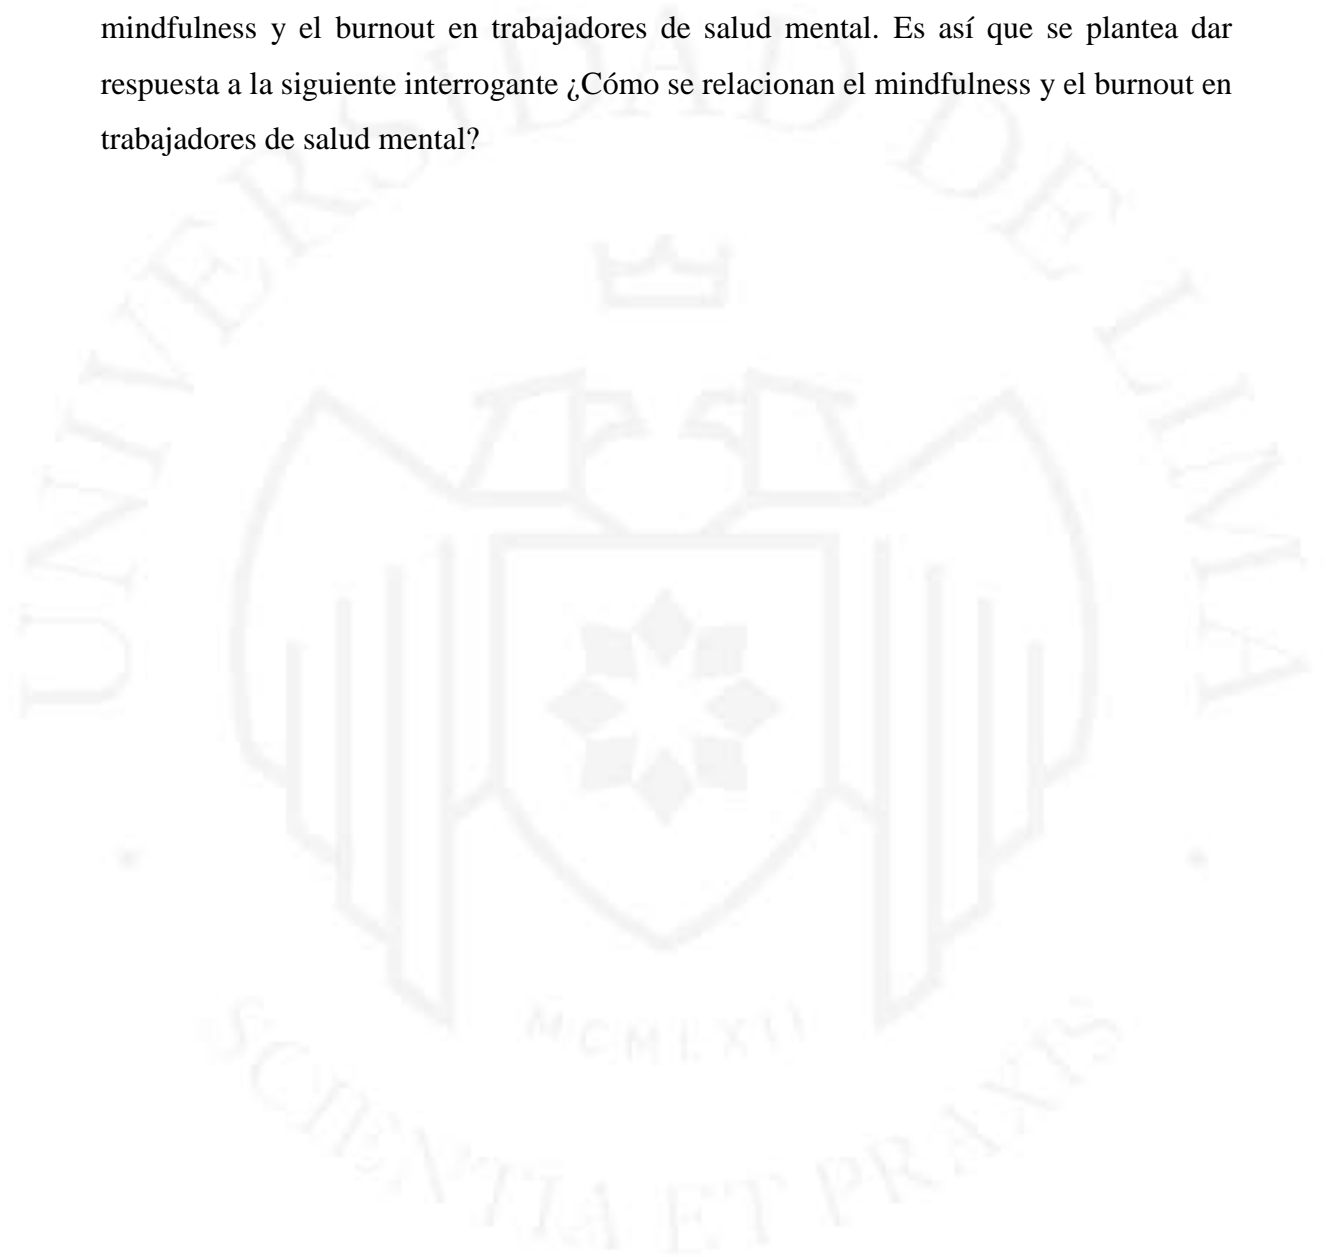 mindfulness y el burnout en trabajadores de salud mental. Es así que se plantea dar
respuesta a la siguiente interrogante ¿Cómo se relacionan el mindfulness y el burnout en
trabajadores de salud mental?
UNIVERSIDAD DE LIMA
MCMLXII
SCIENTIA ET PRAXIS